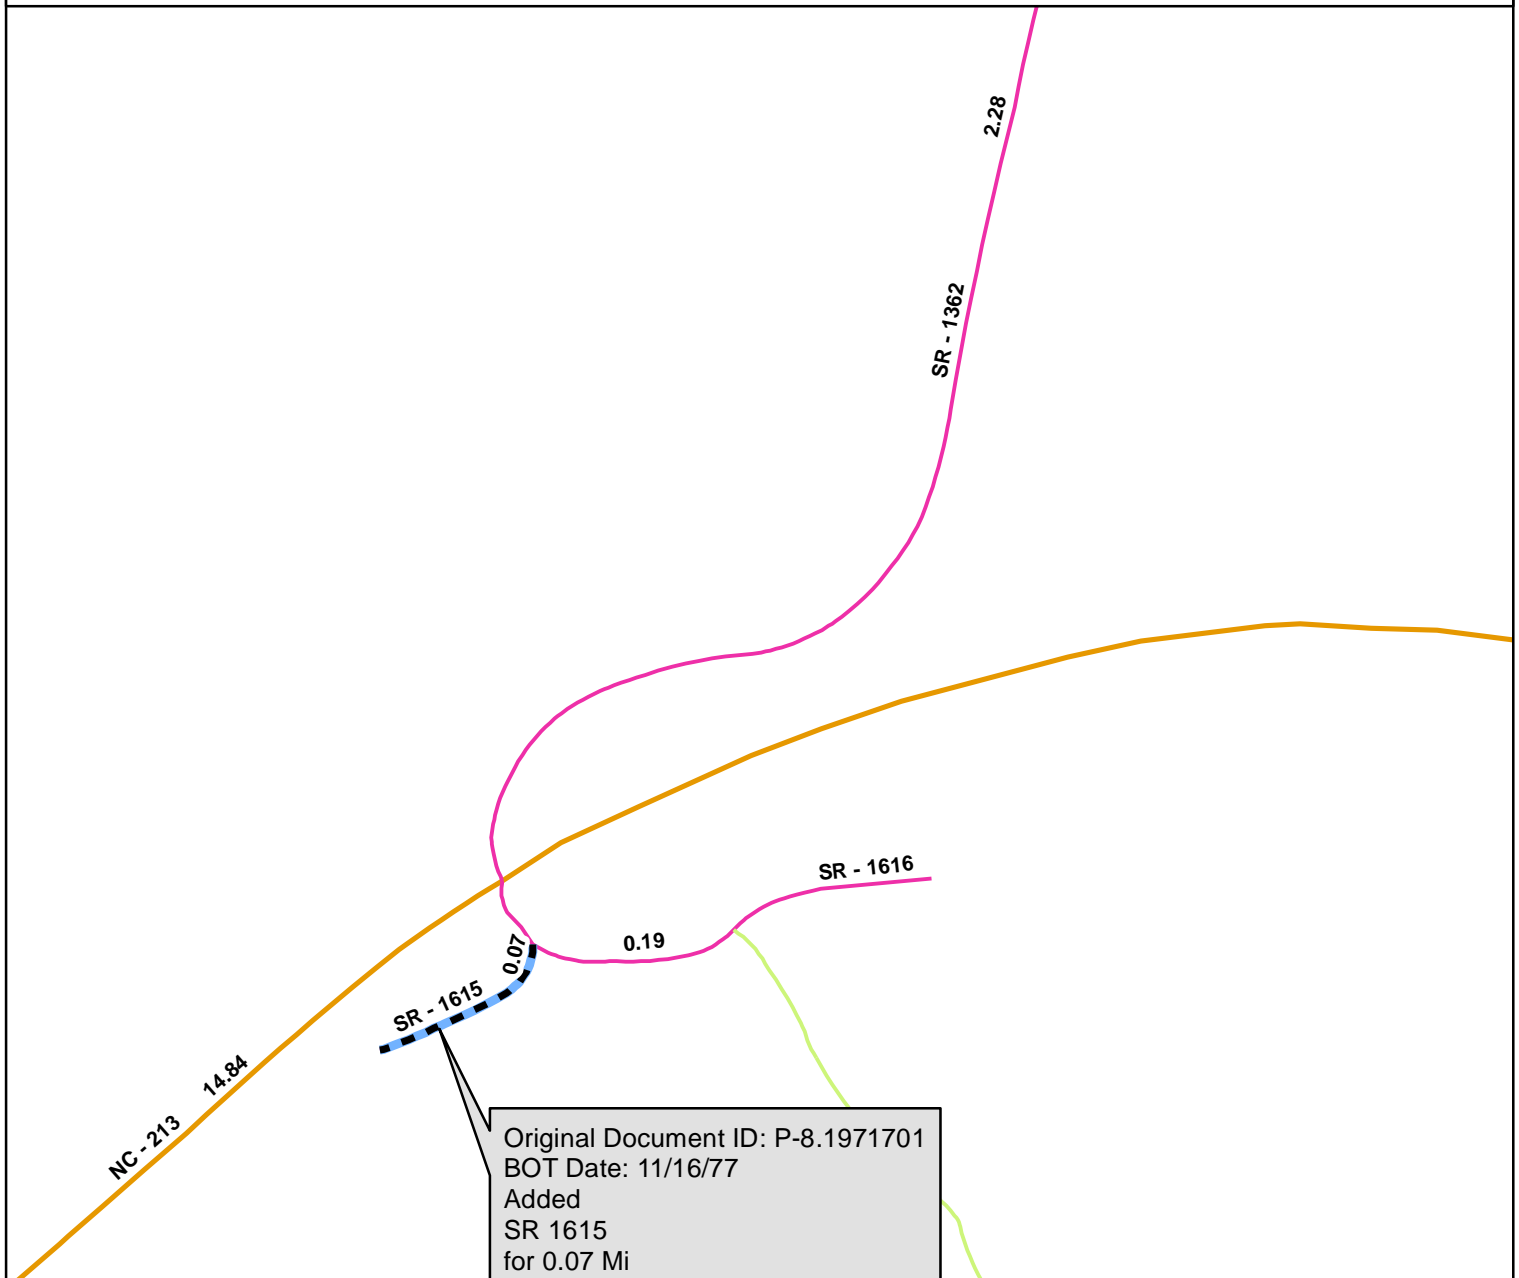 2.28
SR - 1362
SR - 1616
0.19
0.07
SR - 1615
14.84
NC - 213
Original Document ID: P-8.1971701
BOT Date: 11/16/77
Added
SR 1615
for 0.07 Mi